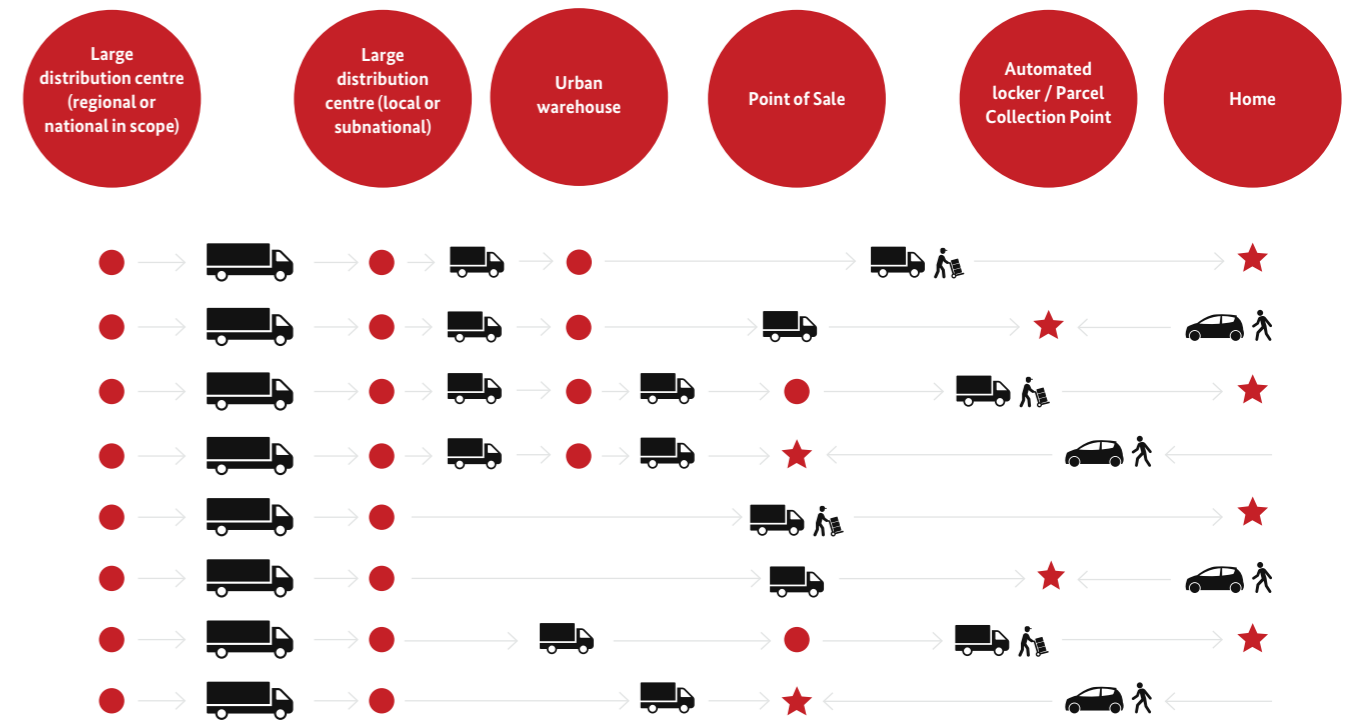 Large
distribution centre
(regional or
national in scope)
Large
distribution
centre (local or
subnational)
Urban
warehouse
Point of Sale
Automated
locker / Parcel
Collection Point
Home